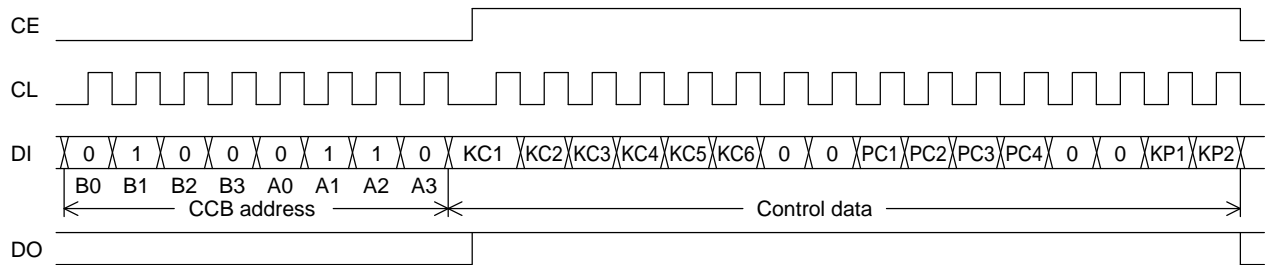 CE
CL
DI 0 1 0 0 0 1 1 0 KC1 KC2 KC3 KC4 KC5 KC6 0 0 PC1 PC2 PC3 PC4 0 0 KP1 KP2
B0 B1 B2 B3 A0 A1 A2 A3
CCB address Control data
DO